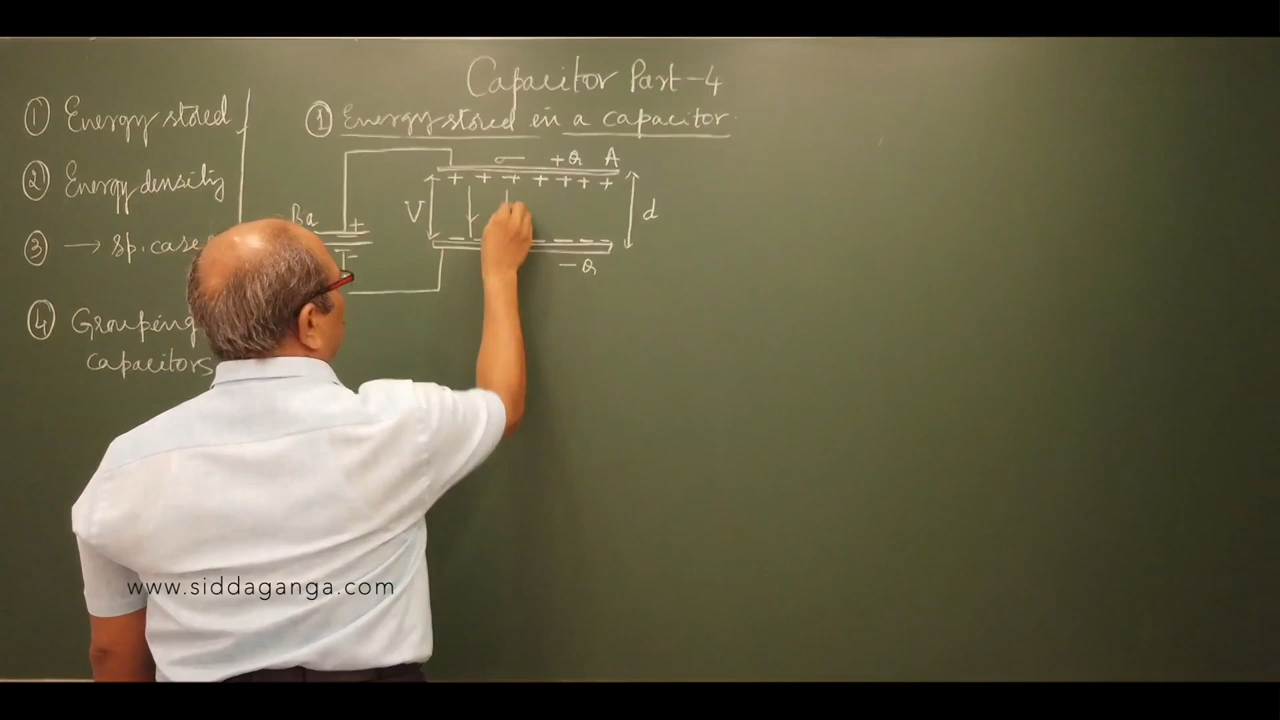 Capacitor Part-4
① Energy stored
② Energy density
③ → sp. case
④ Grouping
capacitors
① Energy stored in a capacitor.
σ +Q A
+ + + + + + +
V
d
Ba +
−
− − − − − −
− Q
www.siddaganga.com